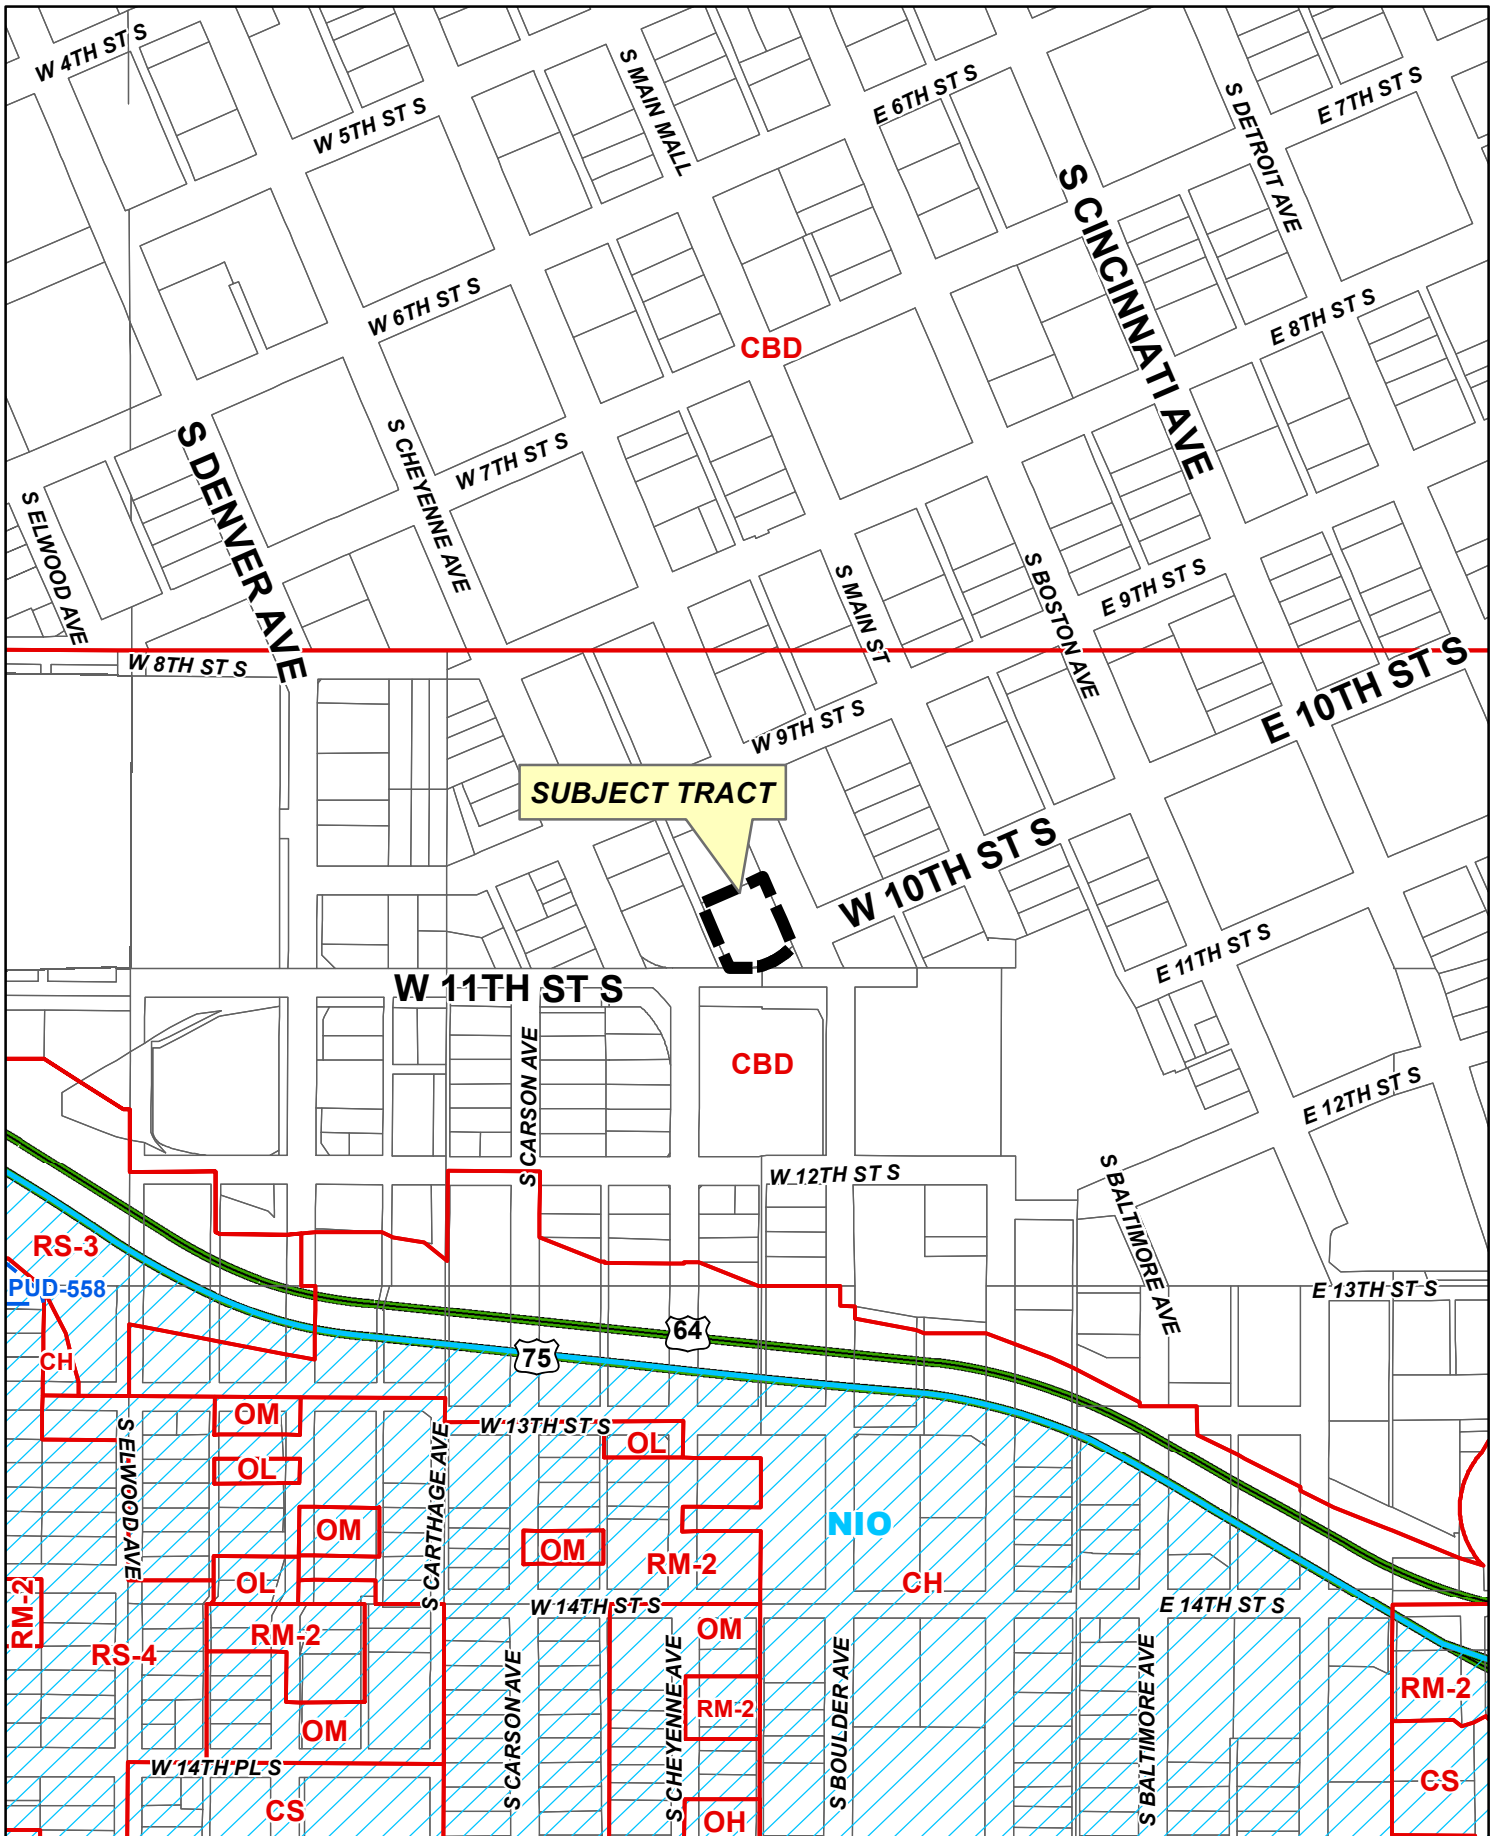 W 4TH ST S
W 5TH ST S
S MAIN MALL
E 6TH ST S
S DETROIT AVE
E 7TH ST S
S CINCINNATI AVE
W 6TH ST S
CBD
E 8TH ST S
S DENVER AVE
S CHEYENNE AVE
W 7TH ST S
S ELWOOD AVE
S MAIN ST
S BOSTON AVE
E 9TH ST S
W 8TH ST S
E 10TH ST S
W 9TH ST S
SUBJECT TRACT
W 10TH ST S
E 11TH ST S
W 11TH ST S
S CARSON AVE
CBD
E 12TH ST S
W 12TH ST S
S BALTIMORE AVE
RS-3
PUD-558
E 13TH ST S
64
75
CH
OM
S ELWOOD AVE
S CARTHAGE AVE
W 13TH ST S
OL
OL
OM
OM
NIO
RM-2
OL
CH
RM-2
W 14TH ST S
E 14TH ST S
RS-4
RM-2
OM
S CARSON AVE
S CHEYENNE AVE
S BOULDER AVE
S BALTIMORE AVE
RM-2
RM-2
OM
W 14TH PL S
CS
CS
OH